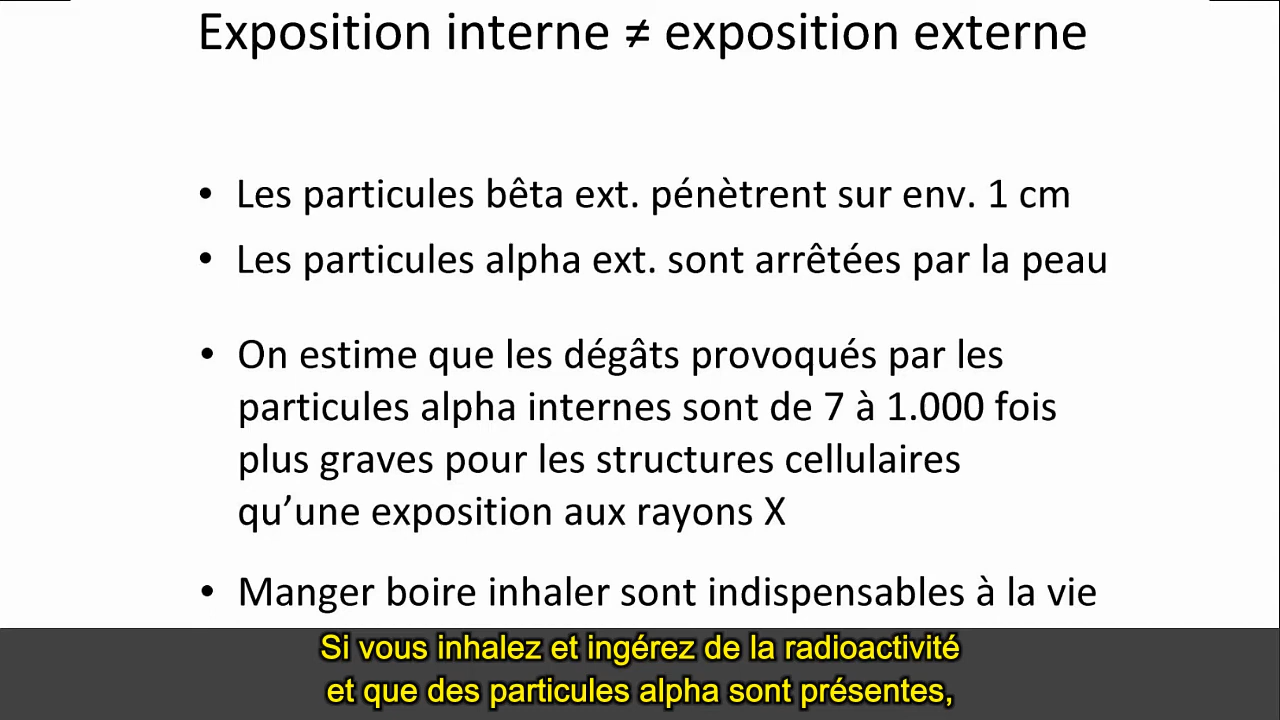 Exposition interne ≠ exposition externe
• Les particules bêta ext. pénètrent sur env. 1 cm
• Les particules alpha ext. sont arrêtées par la peau
• On estime que les dégâts provoqués par les
particules alpha internes sont de 7 à 1.000 fois
plus graves pour les structures cellulaires
qu’une exposition aux rayons X
• Manger boire inhaler sont indispensables à la vie
Si vous inhalez et ingérez de la radioactivité
et que des particules alpha sont présentes,